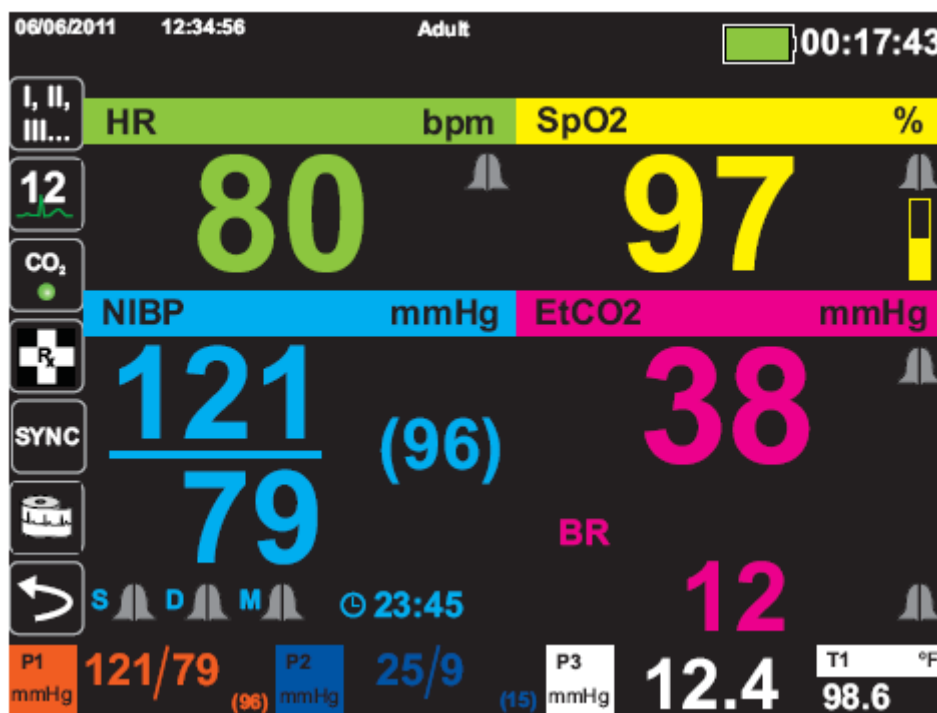 06/06/2011 12:34:56 Adult 00:17:43
I, II, III...
HR bpm SpO2 %
80 97
12
CO₂
NIBP mmHg EtCO2 mmHg
Rx
121 38
SYNC
(96)
79
BR
12
S D M 23:45
P1 mmHg 121/79 (96) P2 mmHg 25/9 (15) P3 mmHg 12.4 T1 °F 98.6